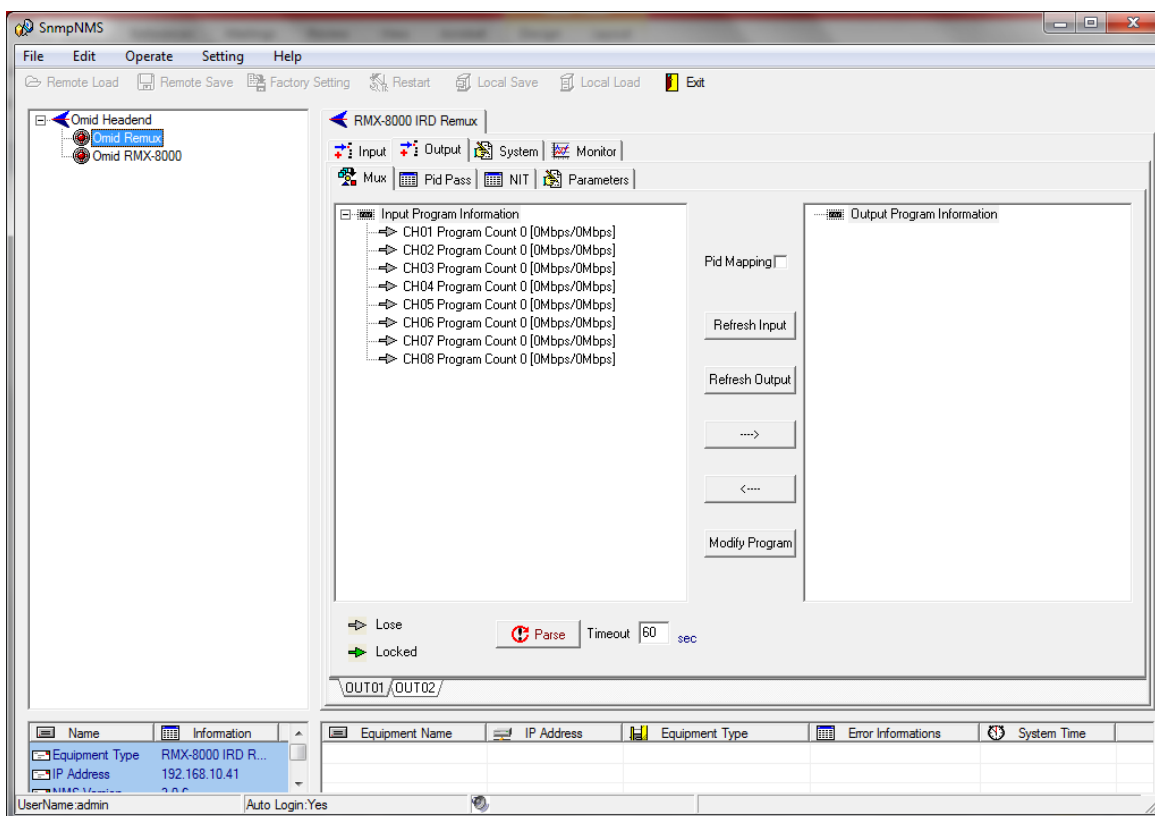 SnmpNMS
File Edit Operate Setting Help
Remote Load Remote Save Factory Setting Restart Local Save Local Load Exit
Omid Headend
Omid Remux
Omid RMX-8000
RMX-8000 IRD Remux
Input Output System Monitor
Mux Pid Pass NIT Parameters
Input Program Information
CH01 Program Count 0 [0Mbps/0Mbps]
CH02 Program Count 0 [0Mbps/0Mbps]
CH03 Program Count 0 [0Mbps/0Mbps]
CH04 Program Count 0 [0Mbps/0Mbps]
CH05 Program Count 0 [0Mbps/0Mbps]
CH06 Program Count 0 [0Mbps/0Mbps]
CH07 Program Count 0 [0Mbps/0Mbps]
CH08 Program Count 0 [0Mbps/0Mbps]
Pid Mapping
Refresh Input
Refresh Output
---->
<----
Modify Program
Output Program Information
Lose
Locked
Parse Timeout 60 sec
OUT01 OUT02
Name Information
Equipment Type RMX-8000 IRD R...
IP Address 192.168.10.41
Equipment Name IP Address Equipment Type Error Informations System Time
UserName:admin Auto Login:Yes